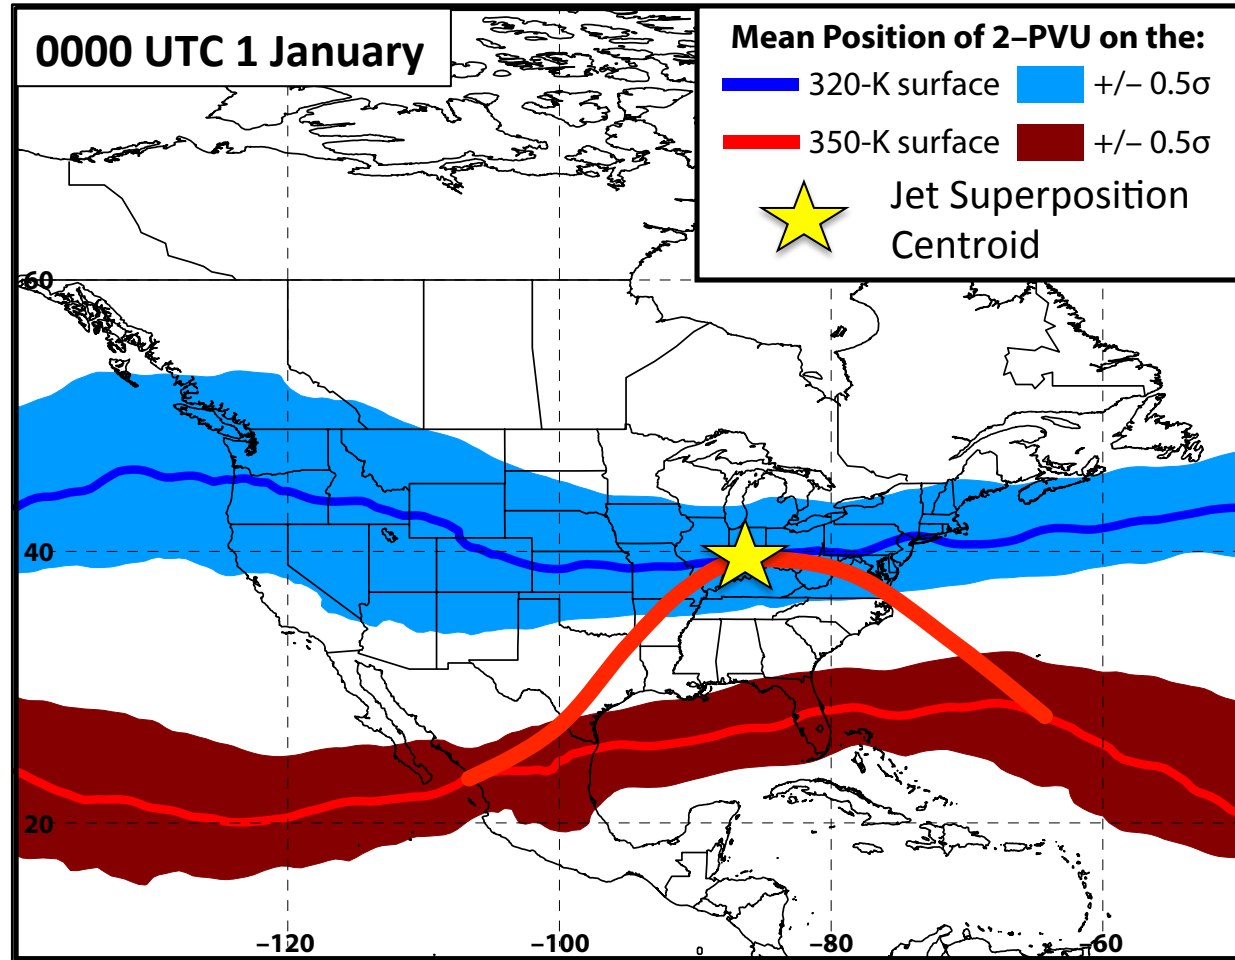 0000 UTC 1 January
Mean Position of 2–PVU on the:
320-K surface +/– 0.5σ
350-K surface +/– 0.5σ
Jet Superposition
Centroid
60
40
20
–120 –100 –80 –60